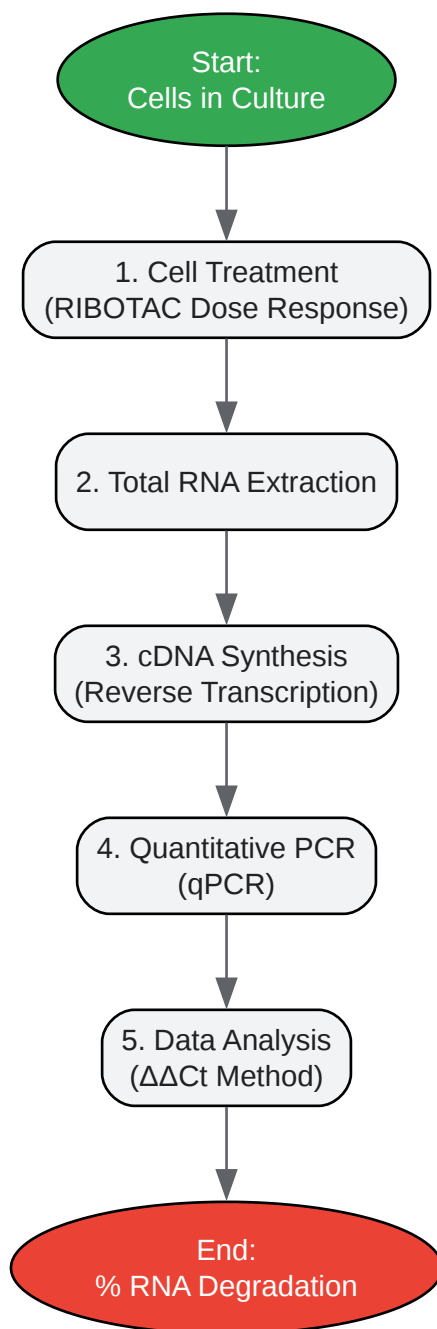 Start:
Cells in Culture
1. Cell Treatment
(RIBOTAC Dose Response)
2. Total RNA Extraction
3. cDNA Synthesis
(Reverse Transcription)
4. Quantitative PCR
(qPCR)
5. Data Analysis
(ΔΔCt Method)
End:
% RNA Degradation